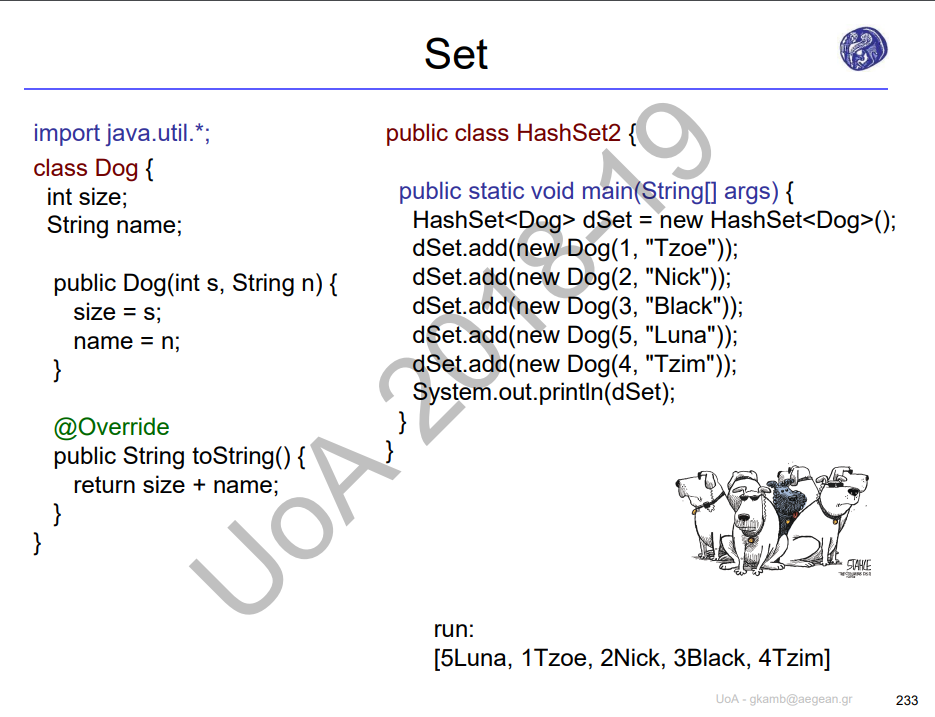 Set
import java.util.*;
class Dog {
int size;
String name;
public Dog(int s, String n) {
size = s;
name = n;
}
@Override
public String toString() {
return size + name;
}
}
public class HashSet2 {
public static void main(String[] args) {
HashSet<Dog> dSet = new HashSet<Dog>();
dSet.add(new Dog(1, "Tzoe"));
dSet.add(new Dog(2, "Nick"));
dSet.add(new Dog(3, "Black"));
dSet.add(new Dog(5, "Luna"));
dSet.add(new Dog(4, "Tzim"));
System.out.println(dSet);
}
}
UoA 2018-19
STAHLE
run:
[5Luna, 1Tzoe, 2Nick, 3Black, 4Tzim]
UoA - gkamb@aegean.gr
233